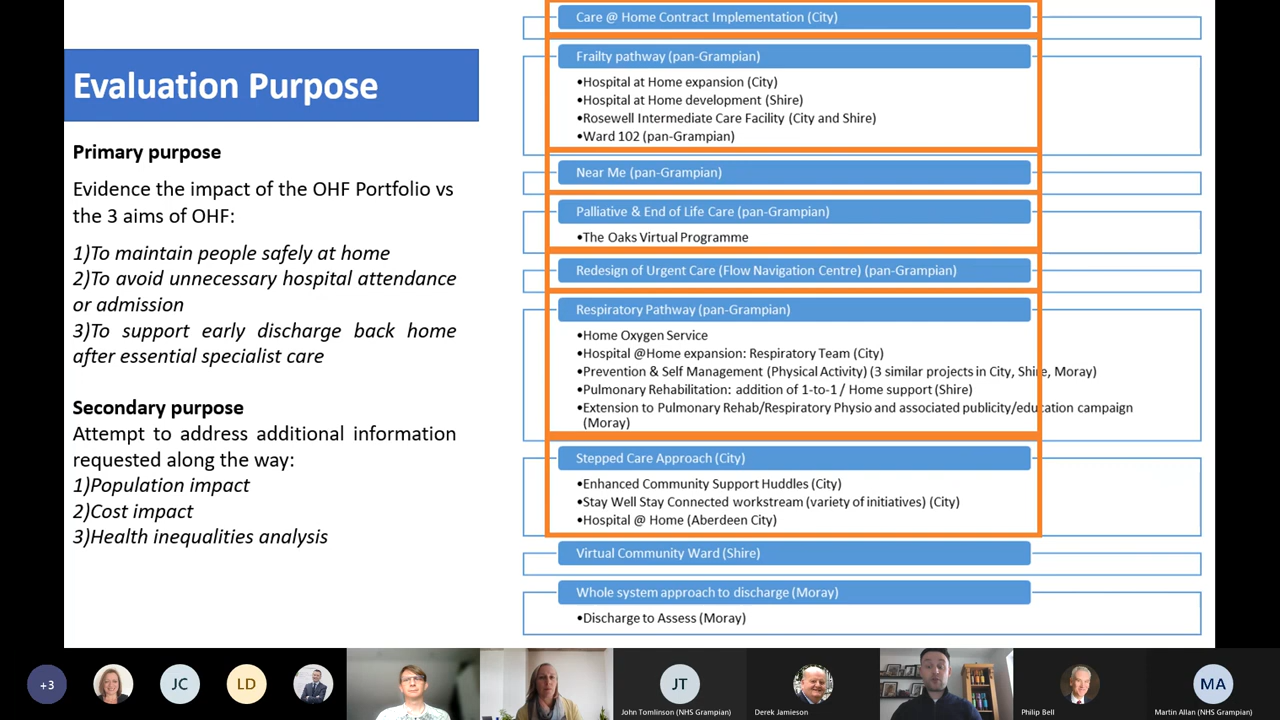 Evaluation Purpose
Primary purpose
Evidence the impact of the OHF Portfolio vs
the 3 aims of OHF:
1)To maintain people safely at home
2)To avoid unnecessary hospital attendance
or admission
3)To support early discharge back home
after essential specialist care
Secondary purpose
Attempt to address additional information
requested along the way:
1)Population impact
2)Cost impact
3)Health inequalities analysis
Care @ Home Contract Implementation (City)
Frailty pathway (pan-Grampian)
•Hospital at Home expansion (City)
•Hospital at Home development (Shire)
•Rosewell Intermediate Care Facility (City and Shire)
•Ward 102 (pan-Grampian)
Near Me (pan-Grampian)
Palliative & End of Life Care (pan-Grampian)
•The Oaks Virtual Programme
Redesign of Urgent Care (Flow Navigation Centre) (pan-Grampian)
Respiratory Pathway (pan-Grampian)
•Home Oxygen Service
•Hospital @Home expansion: Respiratory Team (City)
•Prevention & Self Management (Physical Activity) (3 similar projects in City, Shire, Moray)
•Pulmonary Rehabilitation: addition of 1-to-1 / Home support (Shire)
•Extension to Pulmonary Rehab/Respiratory Physio and associated publicity/education campaign
(Moray)
Stepped Care Approach (City)
•Enhanced Community Support Huddles (City)
•Stay Well Stay Connected workstream (variety of initiatives) (City)
•Hospital @ Home (Aberdeen City)
Virtual Community Ward (Shire)
Whole system approach to discharge (Moray)
•Discharge to Assess (Moray)
+3
JC
LD
JT
MA
John Tomlinson (NHS Grampian)
Derek Jamieson
Philip Bell
Martin Allan (NHS Grampian)